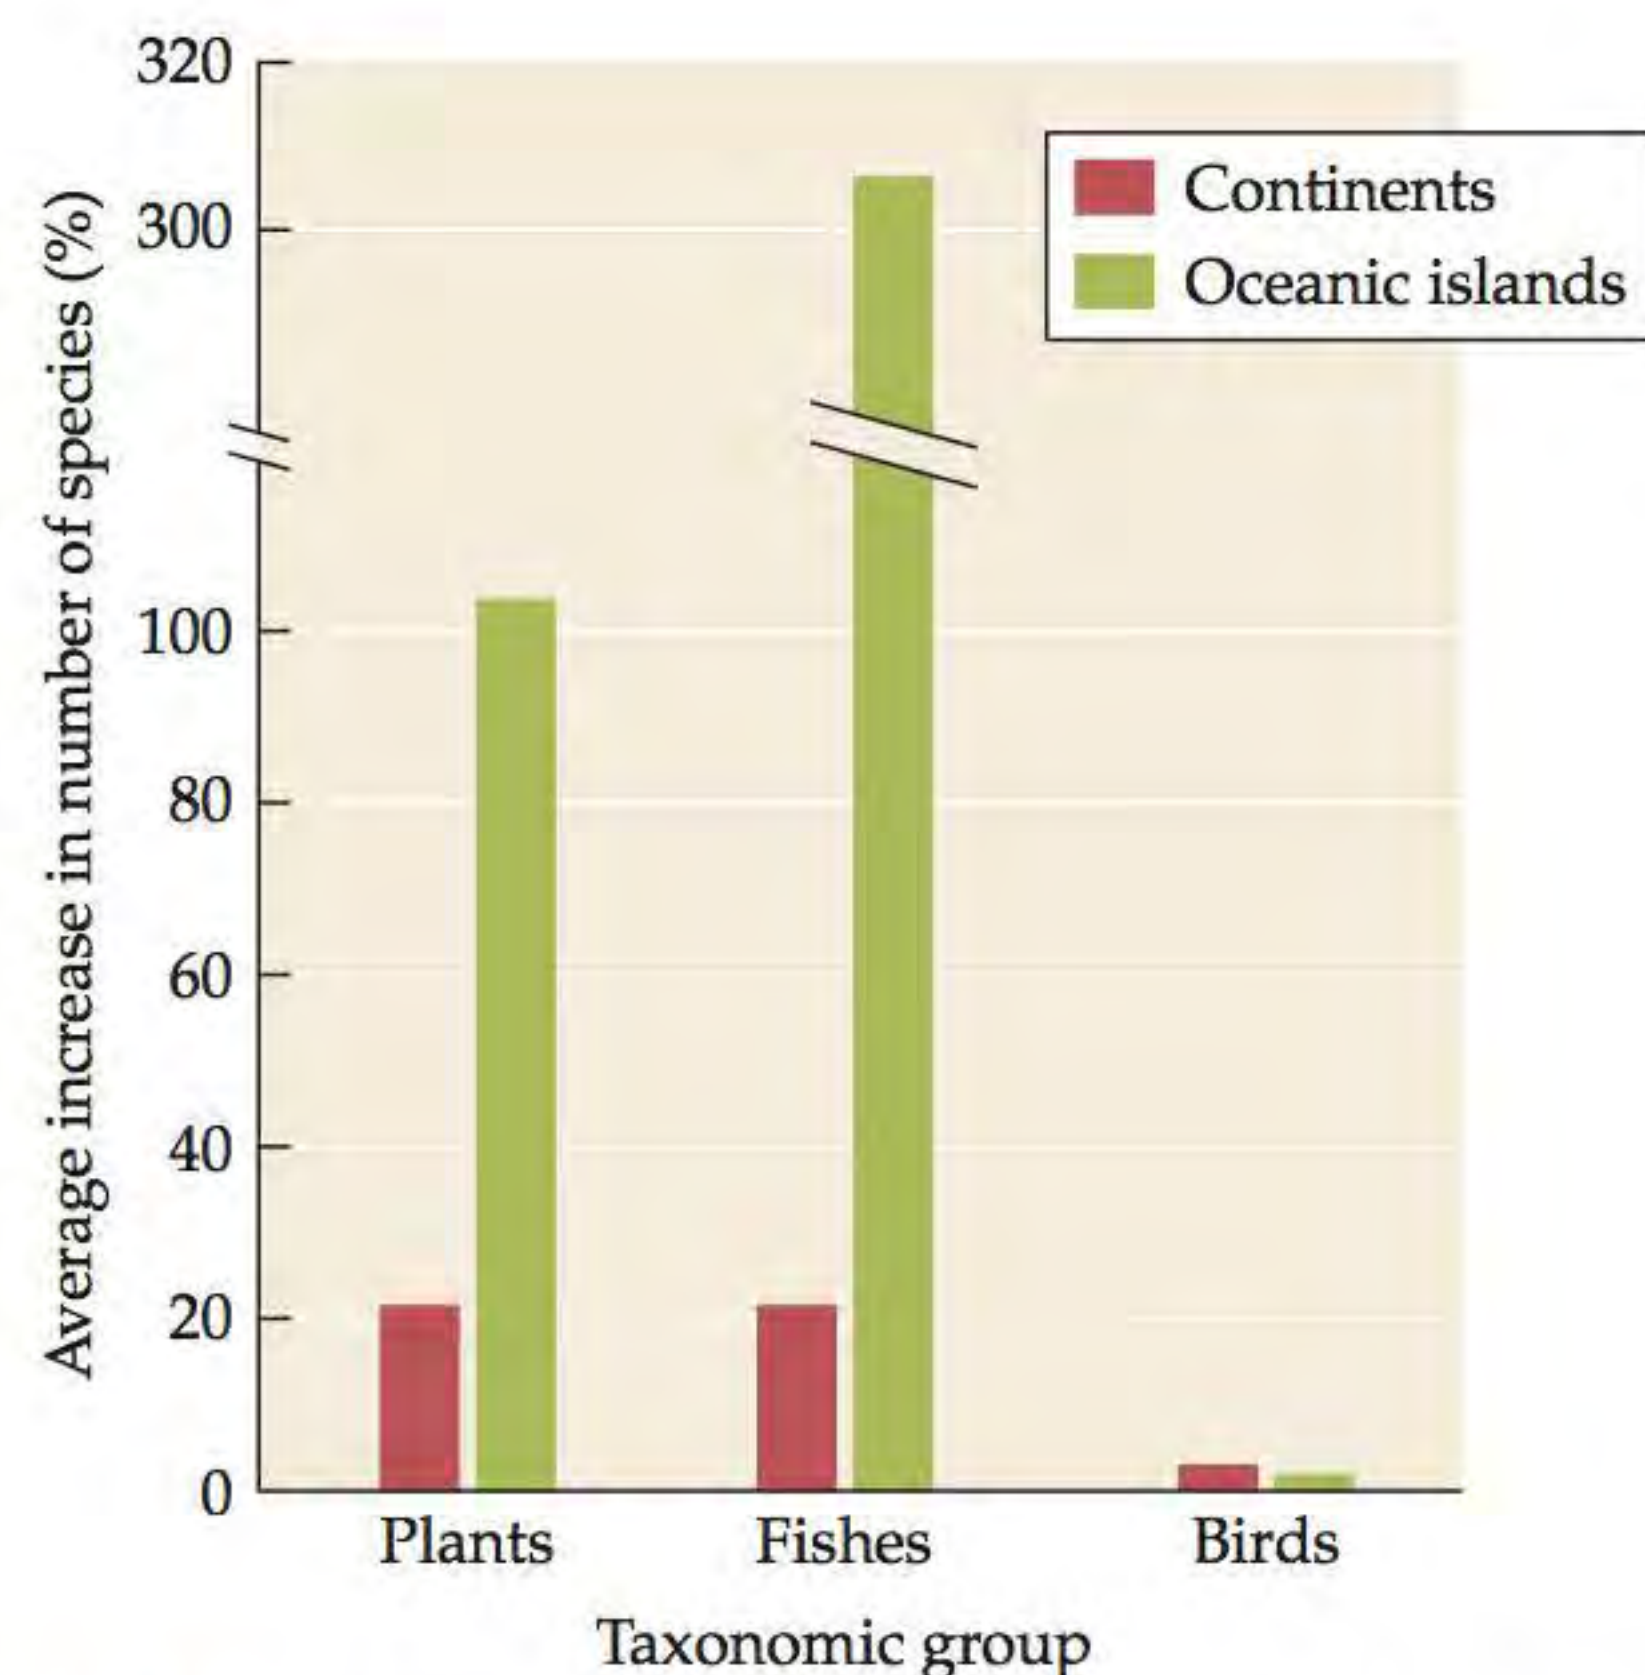 Average increase in number of species (%)
320
300
100
80
60
40
20
0
Continents
Oceanic islands
Plants
Fishes
Birds
Taxonomic group